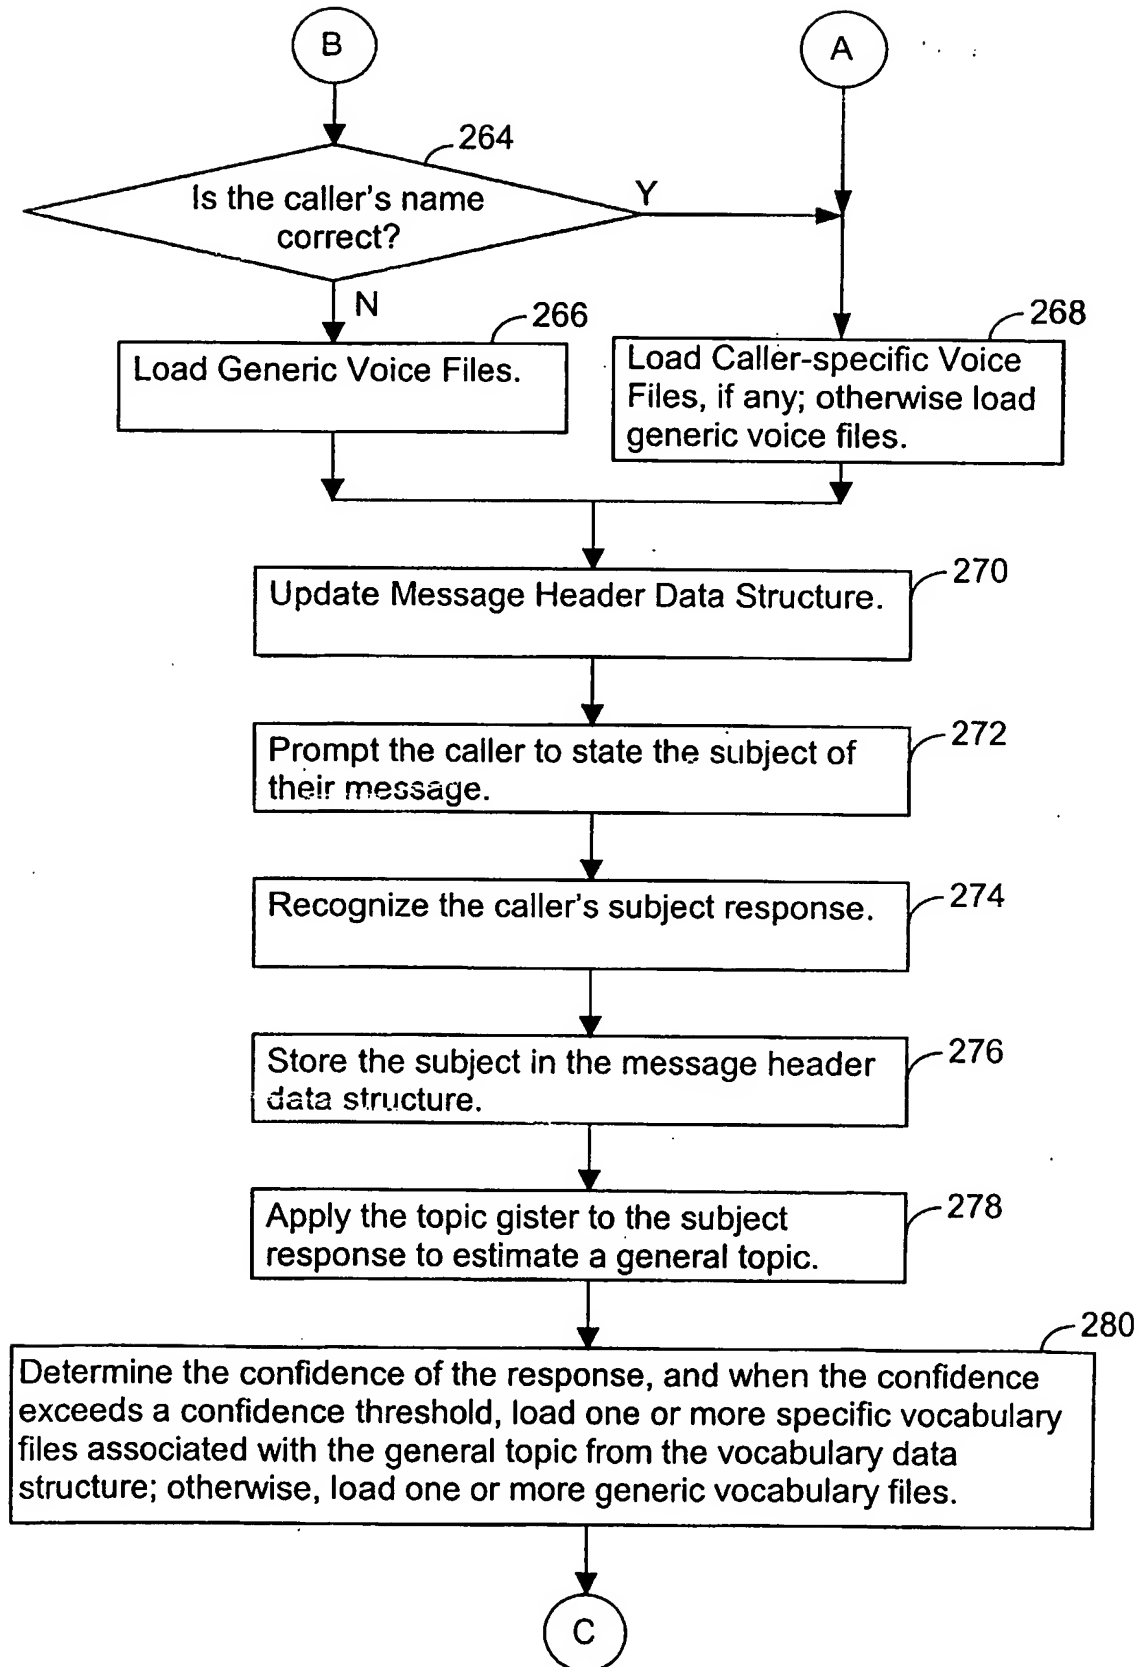 B
A
264
Is the caller's name
correct?
Y
N
266
Load Generic Voice Files.
268
Load Caller-specific Voice
Files, if any; otherwise load
generic voice files.
270
Update Message Header Data Structure.
272
Prompt the caller to state the subject of
their message.
274
Recognize the caller's subject response.
276
Store the subject in the message header
data structure.
278
Apply the topic gister to the subject
response to estimate a general topic.
280
Determine the confidence of the response, and when the confidence
exceeds a confidence threshold, load one or more specific vocabulary
files associated with the general topic from the vocabulary data
structure; otherwise, load one or more generic vocabulary files.
C